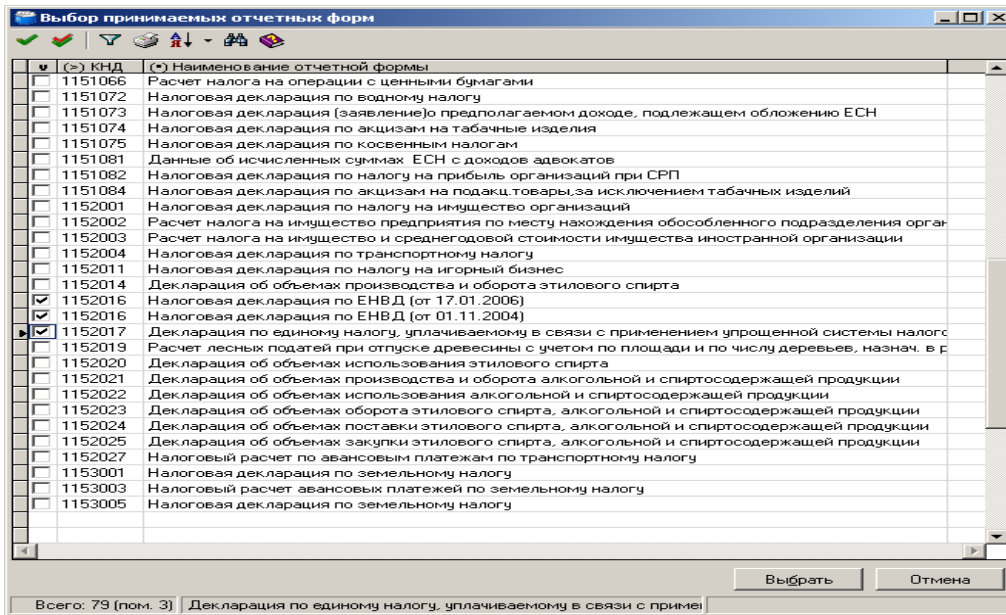 Выбор принимаемых отчетных форм
(>) КНД (•) Наименование отчетной формы
1151066 Расчет налога на операции с ценными бумагами
1151072 Налоговая декларация по водному налогу
1151073 Налоговая декларация (заявление)о предполагаемом доходе, подлежащем обложению ЕСН
1151074 Налоговая декларация по акцизам на табачные изделия
1151075 Налоговая декларация по косвенным налогам
1151081 Данные об исчисленных суммах ЕСН с доходов адвокатов
1151082 Налоговая декларация по налогу на прибыль организаций при СРП
1151084 Налоговая декларация по акцизам на подакц.товары,за исключением табачных изделий
1152001 Налоговая декларация по налогу на имущество организаций
1152002 Расчет налога на имущество предприятия по месту нахождения обособленного подразделения орган
1152003 Расчет налога на имущество и среднегодовой стоимости имущества иностранной организации
1152004 Налоговая декларация по транспортному налогу
1152011 Налоговая декларация по налогу на игорный бизнес
1152014 Декларация об объемах производства и оборота этилового спирта
1152016 Налоговая декларация по ЕНВД (от 17.01.2006)
1152016 Налоговая декларация по ЕНВД (от 01.11.2004)
1152017 Декларация по единому налогу, уплачиваемому в связи с применением упрощенной системы налого
1152019 Расчет лесных податей при отпуске древесины с учетом по площади и по числу деревьев, назнач. в р
1152020 Декларация об объемах использования этилового спирта
1152021 Декларация об объемах производства и оборота алкогольной и спиртосодержащей продукции
1152022 Декларация об объемах использования алкогольной и спиртосодержащей продукции
1152023 Декларация об объемах оборота этилового спирта, алкогольной и спиртосодержащей продукции
1152024 Декларация об объемах поставки этилового спирта, алкогольной и спиртосодержащей продукции
1152025 Декларация об объемах закупки этилового спирта, алкогольной и спиртосодержащей продукции
1152027 Налоговый расчет по авансовым платежам по транспортному налогу
1153001 Налоговая декларация по земельному налогу
1153003 Налоговый расчет авансовых платежей по земельному налогу
1153005 Налоговая декларация по земельному налогу
Выбрать Отмена
Всего: 79 (пом. 3) Декларация по единому налогу, уплачиваемому в связи с приме